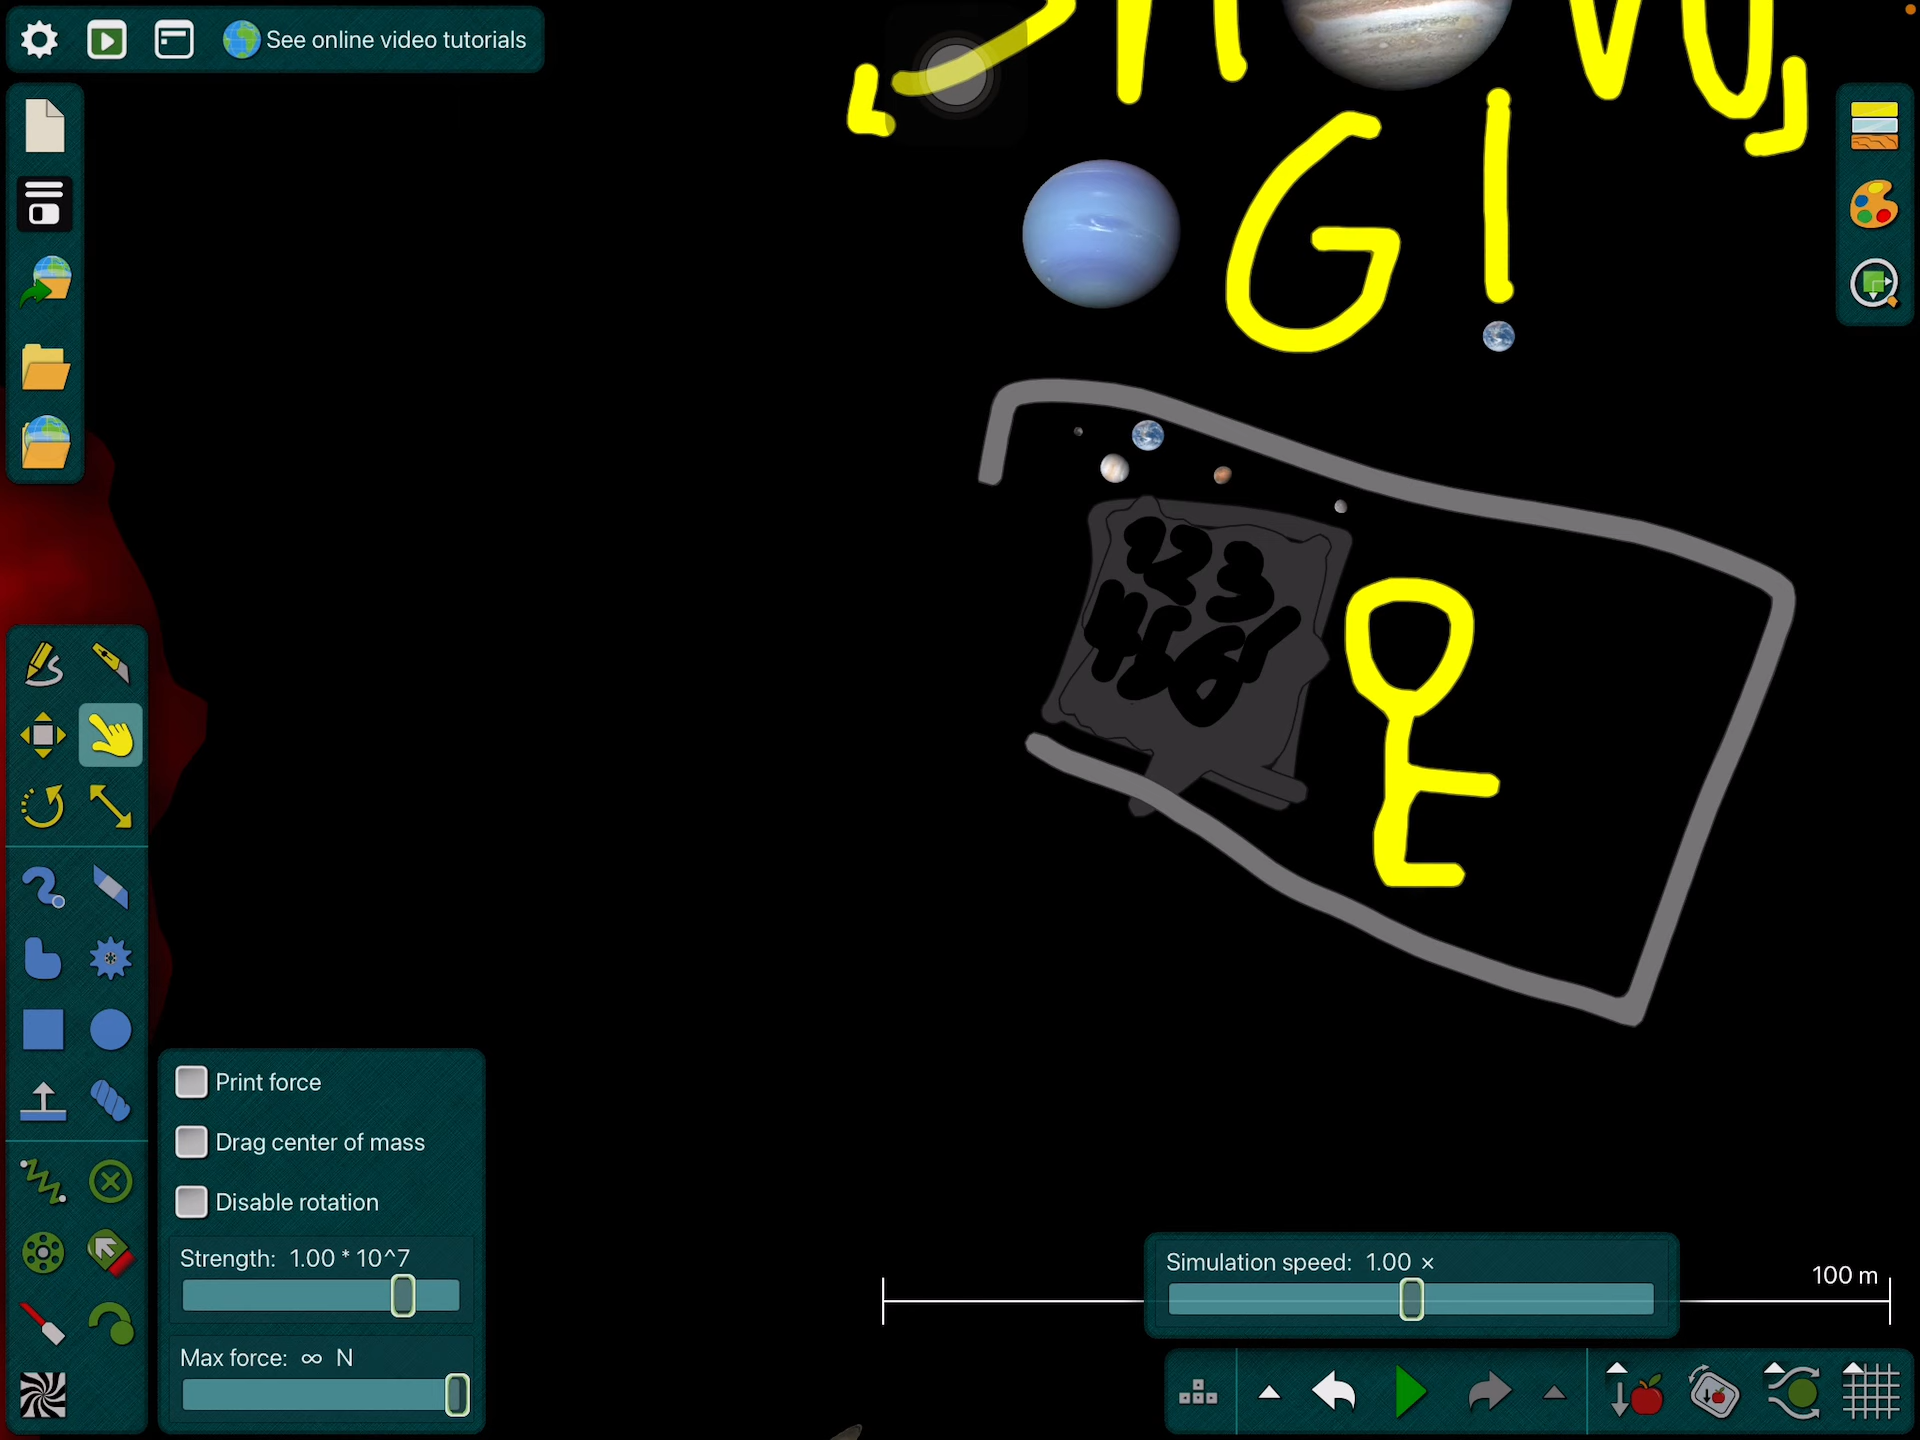 See online video tutorials
G!
123
456!
Print force
Drag center of mass
Disable rotation
Strength: 1.00 * 10^7
Max force: ∞ N
Simulation speed: 1.00 ×
100 m